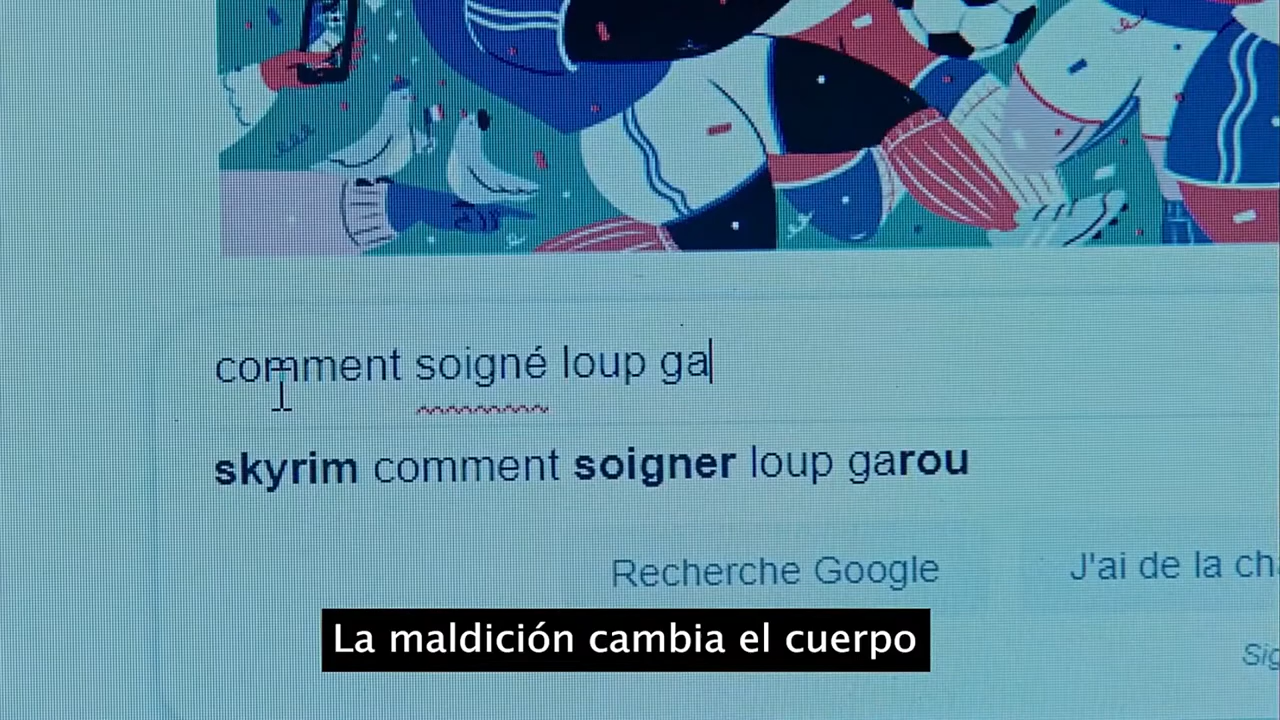 comment soigné loup ga
skyrim comment soigner loup garou
Recherche Google
J'ai de la
La maldición cambia el cuerpo